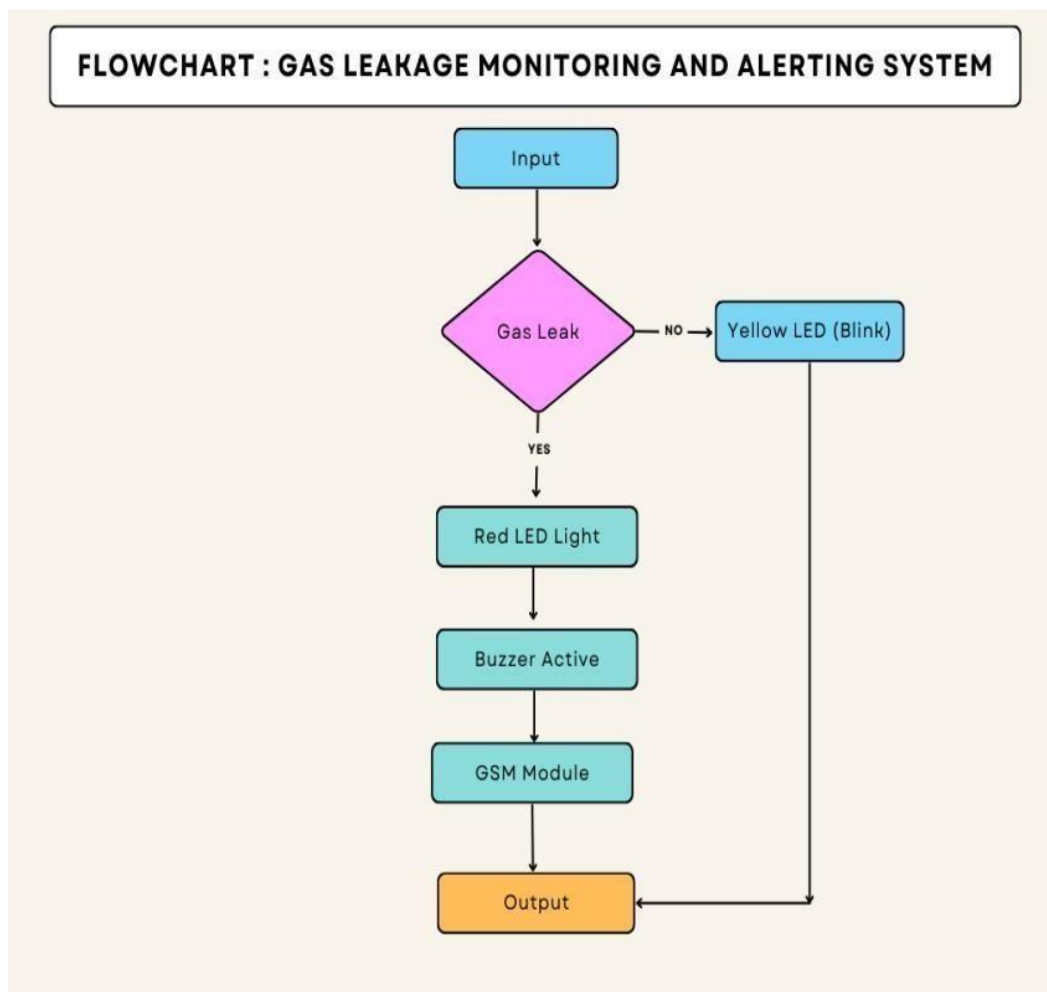 FLOWCHART : GAS LEAKAGE MONITORING AND ALERTING SYSTEM
Input
Gas Leak
NO
Yellow LED (Blink)
YES
Red LED Light
Buzzer Active
GSM Module
Output